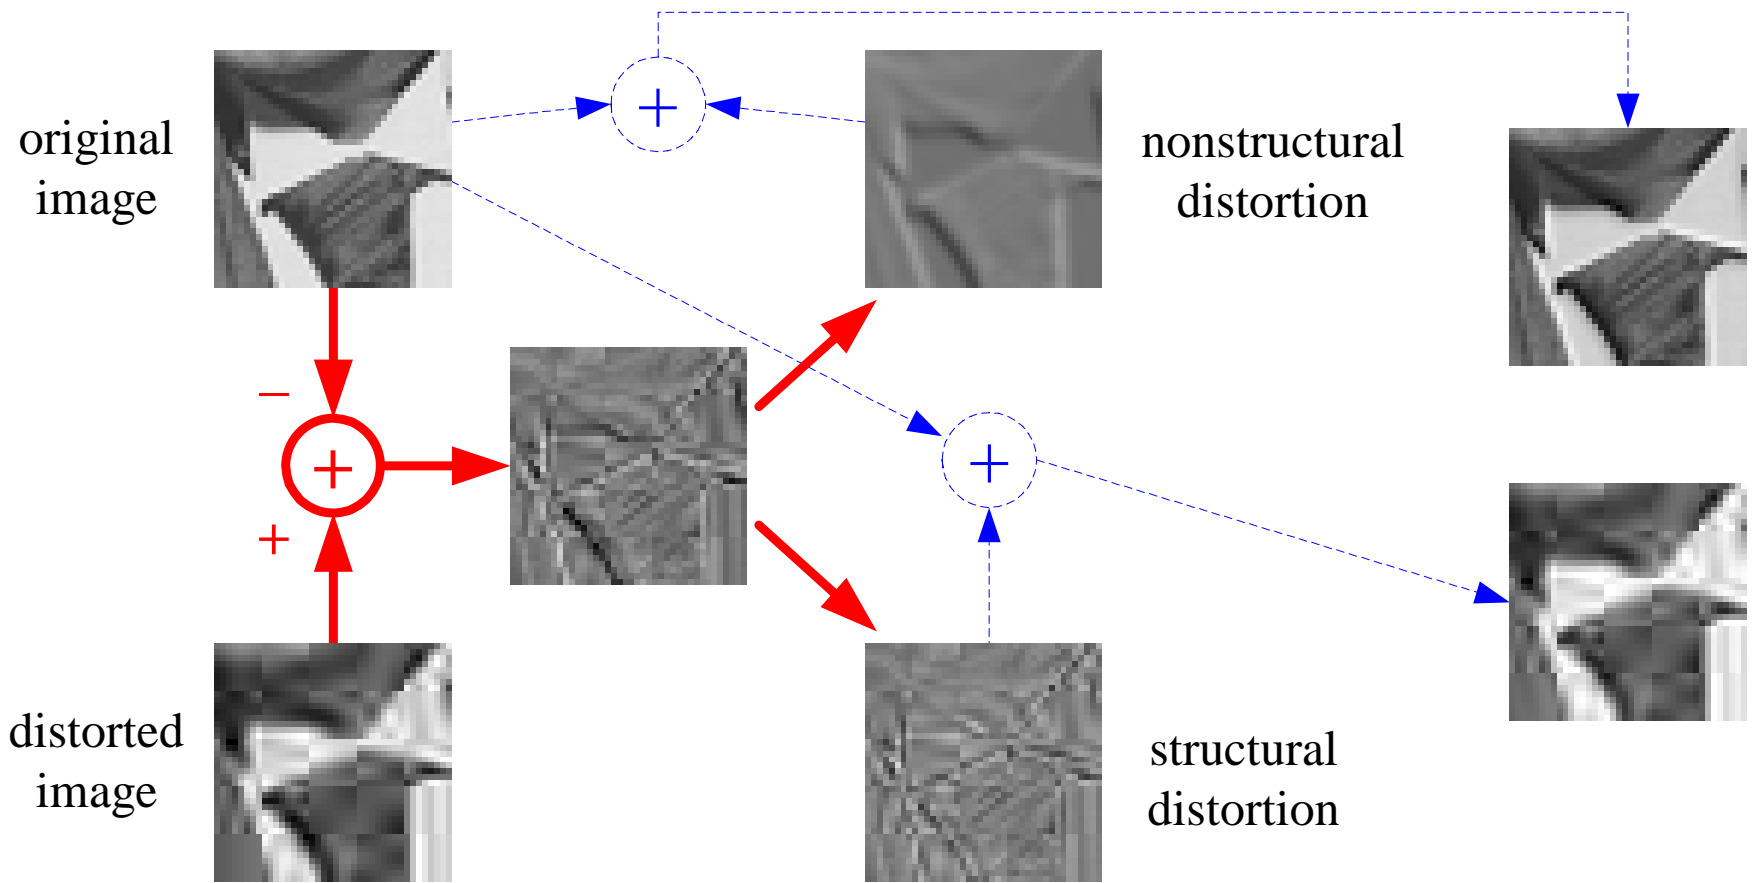 +
original
image
nonstructural
distortion
−
+
+
+
distorted
image
structural
distortion